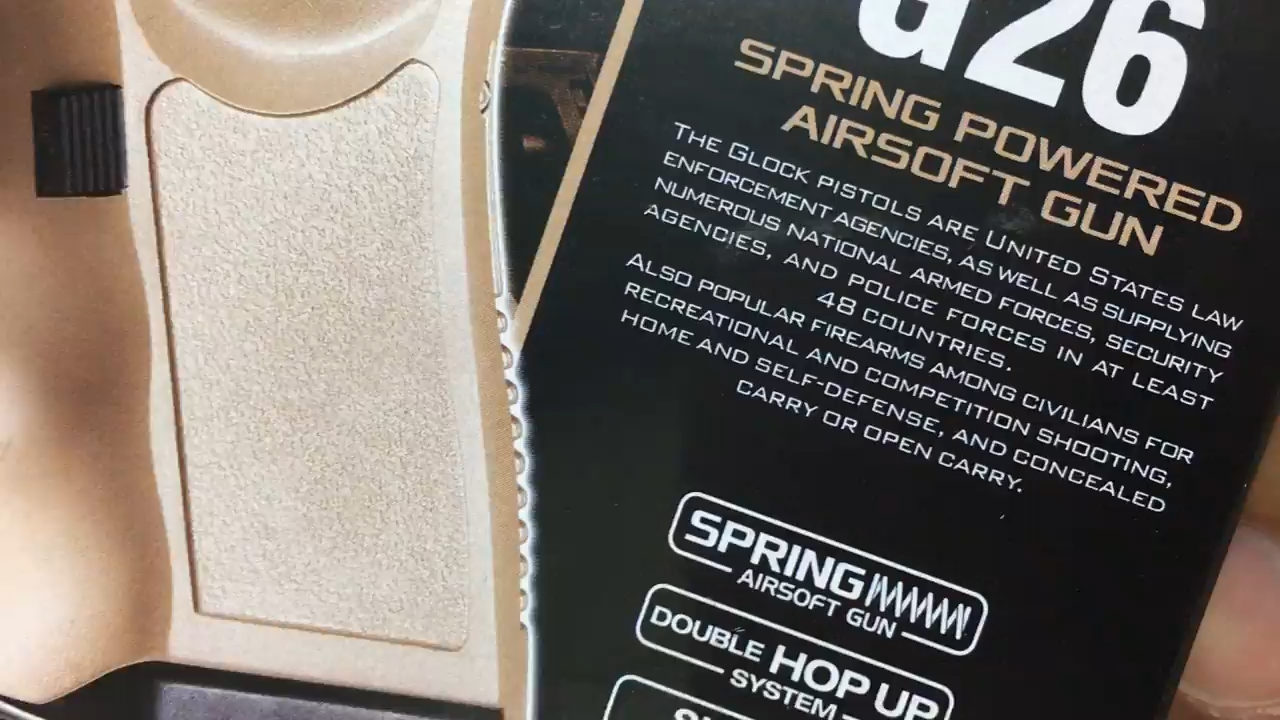 G26
SPRING POWERED
AIRSOFT GUN
THE GLOCK PISTOLS ARE UNITED STATES LAW
ENFORCEMENT AGENCIES, AS WELL AS SUPPLYING
NUMEROUS NATIONAL ARMED FORCES, SECURITY
AGENCIES, AND POLICE FORCES IN AT LEAST
48 COUNTRIES.
ALSO POPULAR FIREARMS AMONG CIVILIANS FOR
RECREATIONAL AND COMPETITION SHOOTING,
HOME AND SELF-DEFENSE, AND CONCEALED
CARRY OR OPEN CARRY.
SPRING
AIRSOFT GUN
DOUBLE HOP UP
SYSTEM